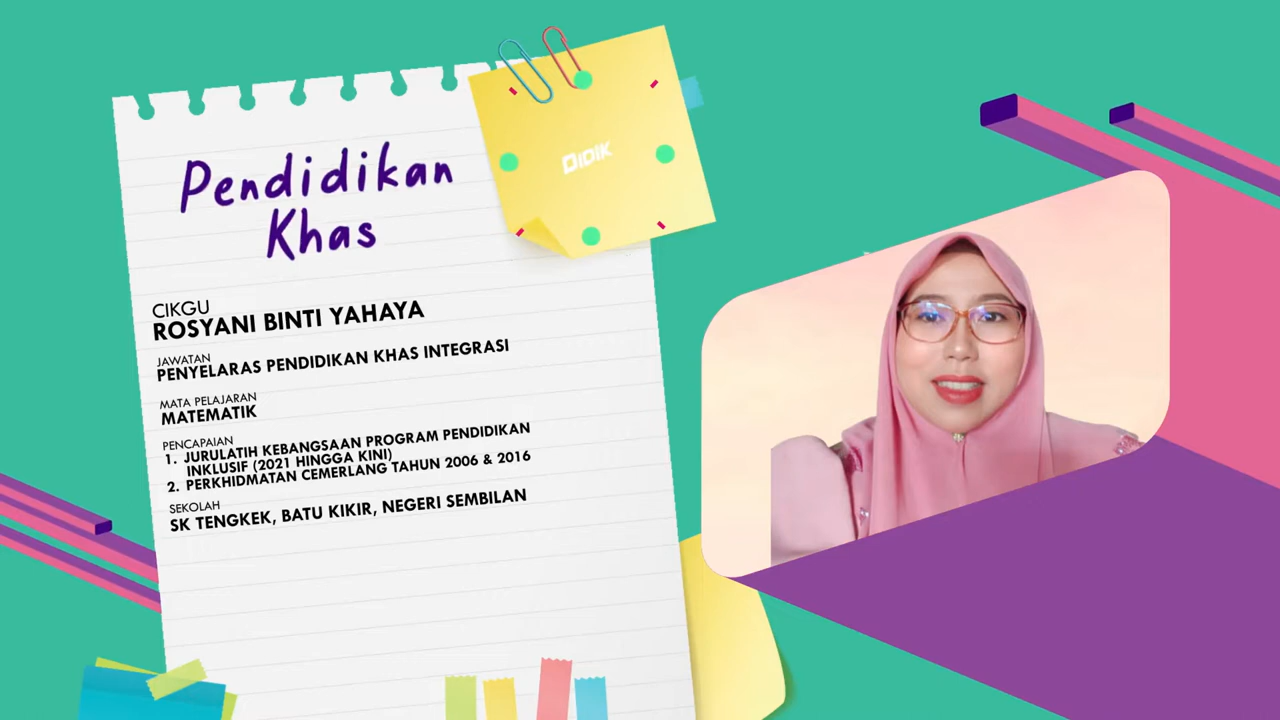 DIDIK
Pendidikan
Khas
CIKGU
ROSYANI BINTI YAHAYA
JAWATAN
PENYELARAS PENDIDIKAN KHAS INTEGRASI
MATA PELAJARAN
MATEMATIK
PENCAPAIAN
1. JURULATIH KEBANGSAAN PROGRAM PENDIDIKAN
INKLUSIF (2021 HINGGA KINI)
2. PERKHIDMATAN CEMERLANG TAHUN 2006 & 2016
SEKOLAH
SK TENGKEK, BATU KIKIR, NEGERI SEMBILAN